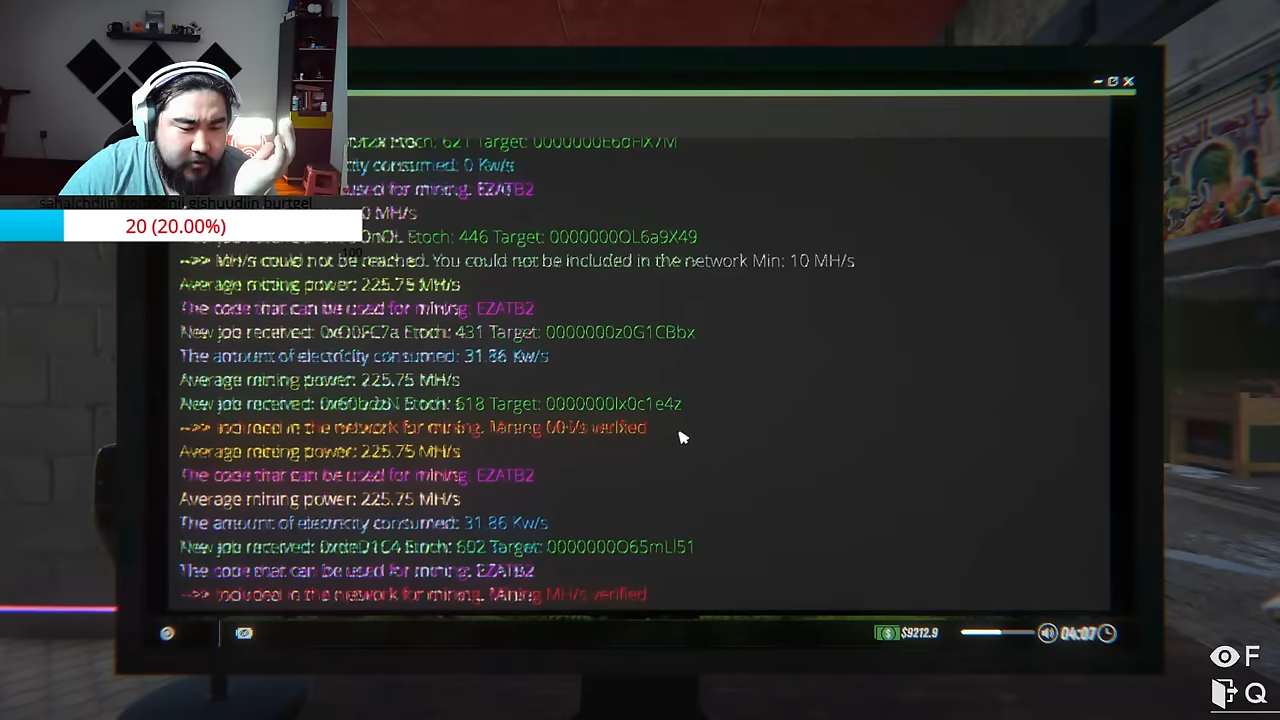 Etoch: 621 Target: 0000000E6dFIX7M
consumed: 0 Kw/s
used for mining: EZATB2
0 MH/s
sanalchdiin
20 (20.00%)
100
Etoch: 446 Target: 0000000OL6a9X49
-->> MH/s could not be reached. You could not be included in the network Min: 10 MH/s
Average mining power: 225.75 MH/s
The code that can be used for mining: EZATB2
New job received: Etoch: 431 Target: 0000000z0G1CBbx
The amount of electricity consumed: 31.86 Kw/s
Average mining power: 225.75 MH/s
New job received: Etoch: 618 Target: 0000000lx0c1e4z
-->> Included in the network for mining. Mining MH/s verified
Average mining power: 225.75 MH/s
The code that can be used for mining: EZATB2
Average mining power: 225.75 MH/s
The amount of electricity consumed: 31.86 Kw/s
New job received: Etoch: 602 Target: 0000000O65mLl51
The code that can be used for mining: EZATB2
-->> Included in the network for mining. Mining MH/s verified
$9212.9
04:07
F
Q